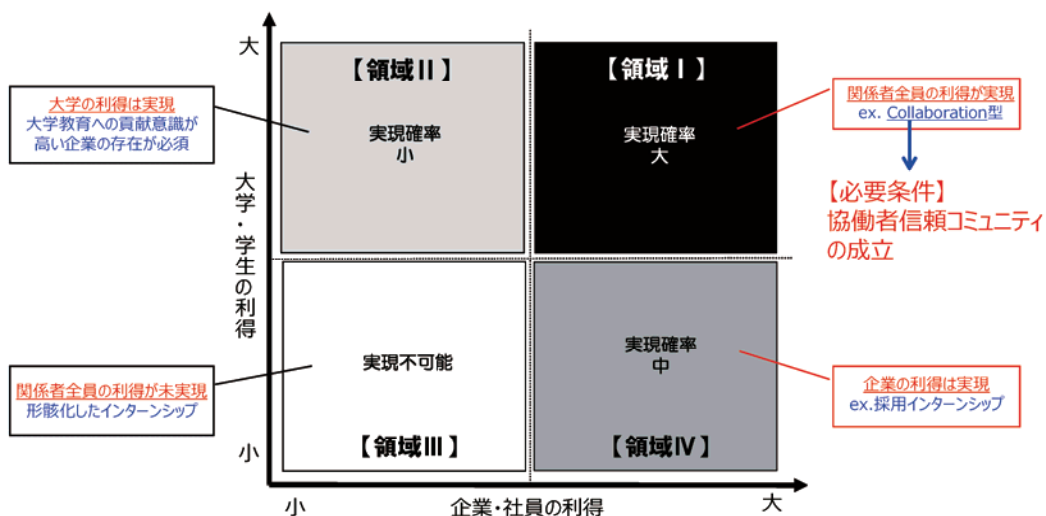 大
【領域Ⅱ】
【領域Ⅰ】
大学の利得は実現
大学教育への貢献意識が
高い企業の存在が必須
実現確率
小
実現確率
大
関係者全員の利得が実現
ex. Collaboration型
【必要条件】
協働者信頼コミュニティ
の成立
大学・学生の利得
関係者全員の利得が未実現
形骸化したインターンシップ
実現不可能
実現確率
中
企業の利得は実現
ex.採用インターンシップ
小
【領域Ⅲ】
【領域Ⅳ】
小
企業・社員の利得
大